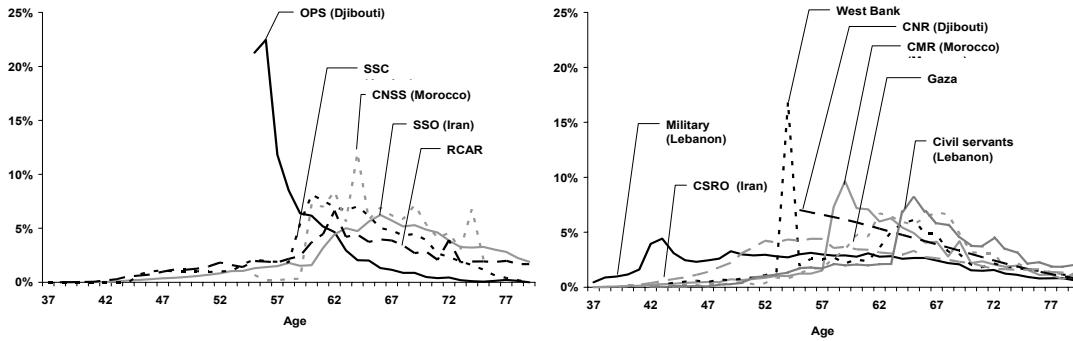 25%
20%
15%
10%
5%
0%
OPS (Djibouti)
SSC
CNSS (Morocco)
SSO (Iran)
RCAR
37 42 47 52 57 62 67 72 77
Age
25%
20%
15%
10%
5%
0%
West Bank
CNR (Djibouti)
CMR (Morocco)
Gaza
Military
(Lebanon)
CSRO (Iran)
Civil servants
(Lebanon)
37 42 47 52 57 62 67 72 77
Age